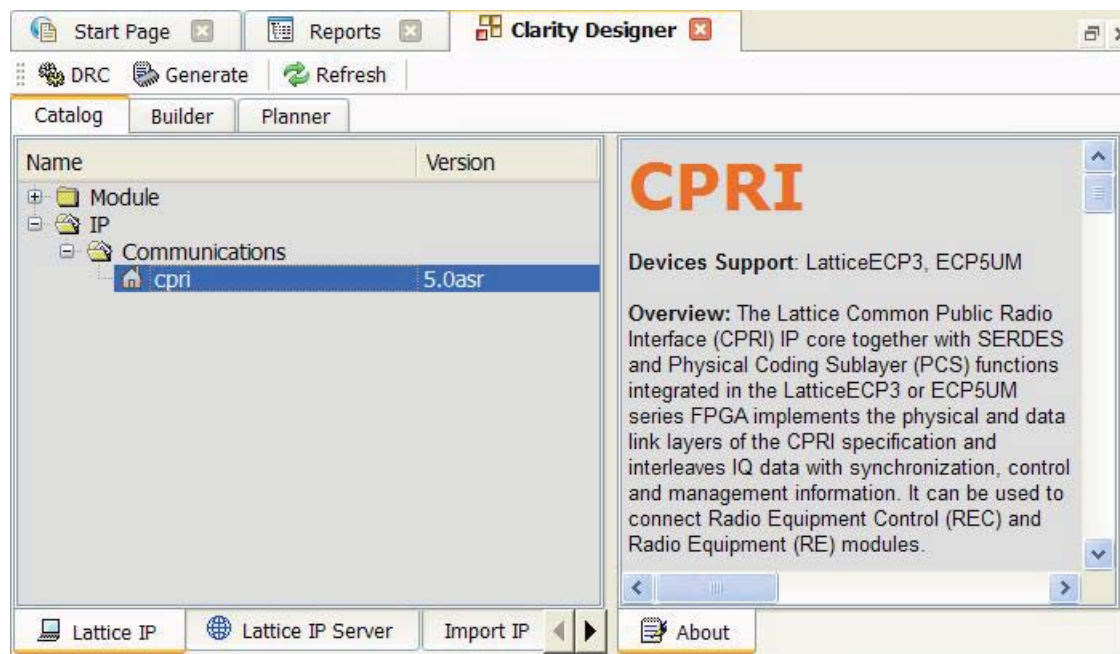 Start Page Reports Clarity Designer
DRC Generate Refresh
Catalog Builder Planner
Name Version
Module
IP
Communications
cpri 5.0asr
CPRI
Devices Support: LatticeECP3, ECP5UM
Overview: The Lattice Common Public Radio
Interface (CPRI) IP core together with SERDES
and Physical Coding Sublayer (PCS) functions
integrated in the LatticeECP3 or ECP5UM
series FPGA implements the physical and data
link layers of the CPRI specification and
interleaves IQ data with synchronization, control
and management information. It can be used to
connect Radio Equipment Control (REC) and
Radio Equipment (RE) modules.
Lattice IP Lattice IP Server Import IP About